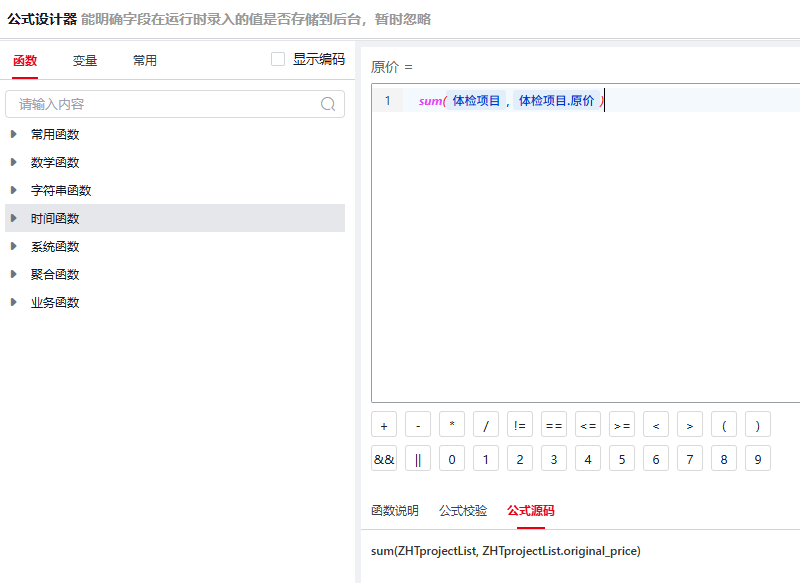 公式设计器 能明确字段在运行时录入的值是否存储到后台，暂时忽略
函数 变量 常用 显示编码
请输入内容
常用函数
数学函数
字符串函数
时间函数
系统函数
聚合函数
业务函数
原价 =
1 sum( 体检项目 , 体检项目.原价 )
+ - * / != == <= >= < > ( )
&& || 0 1 2 3 4 5 6 7 8 9
函数说明 公式校验 公式源码
sum(ZHTprojectList, ZHTprojectList.original_price)